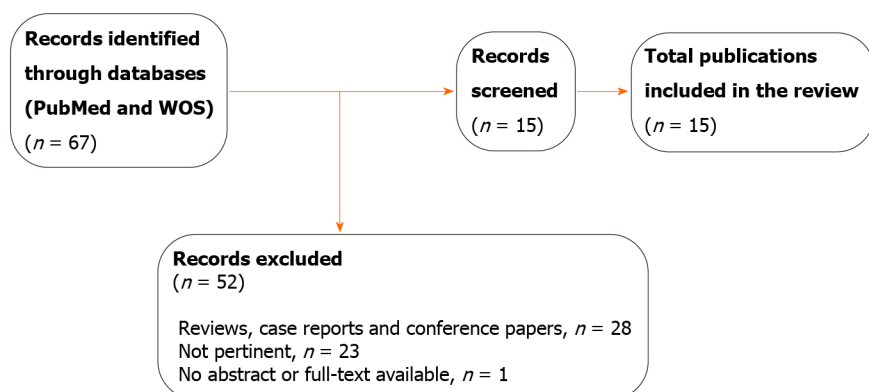 Records identified
through databases
(PubMed and WOS)
(n = 67)
Records
screened
(n = 15)
Total publications
included in the review
(n = 15)
Records excluded
(n = 52)
Reviews, case reports and conference papers, n = 28
Not pertinent, n = 23
No abstract or full-text available, n = 1